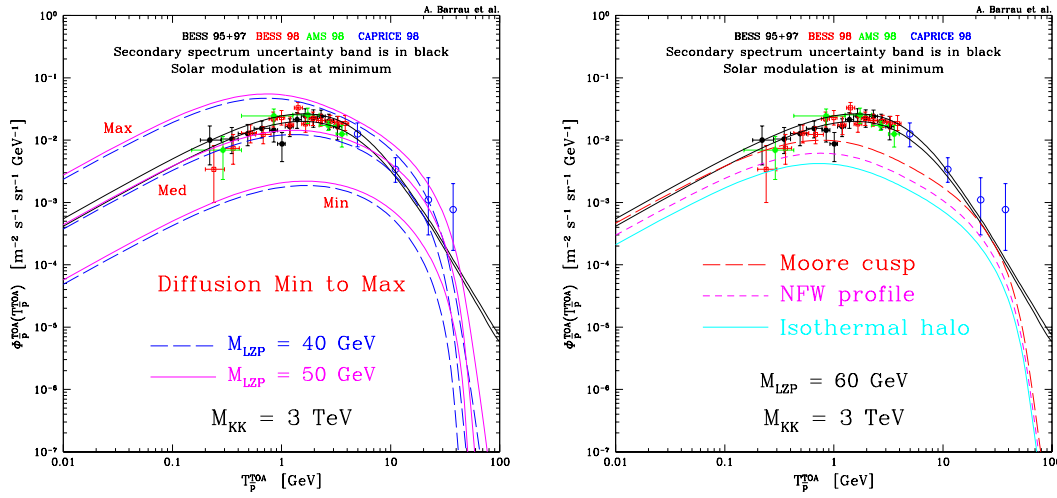 A. Barrau et al.
BESS 95+97 BESS 98 AMS 98 CAPRICE 98
Secondary spectrum uncertainty band is in black
Solar modulation is at minimum
Max
Med
Min
Diffusion Min to Max
M_LZP = 40 GeV
M_LZP = 50 GeV
M_KK = 3 TeV
Φ_p̄^TOA(T_p̄^TOA) [m⁻² s⁻¹ sr⁻¹ GeV⁻¹]
10⁰
10⁻¹
10⁻²
10⁻³
10⁻⁴
10⁻⁵
10⁻⁶
10⁻⁷
0.01 0.1 1 10 100
T_p̄^TOA [GeV]
A. Barrau et al.
BESS 95+97 BESS 98 AMS 98 CAPRICE 98
Secondary spectrum uncertainty band is in black
Solar modulation is at minimum
Moore cusp
NFW profile
Isothermal halo
M_LZP = 60 GeV
M_KK = 3 TeV
Φ_p̄^TOA(T_p̄^TOA) [m⁻² s⁻¹ sr⁻¹ GeV⁻¹]
10⁰
10⁻¹
10⁻²
10⁻³
10⁻⁴
10⁻⁵
10⁻⁶
10⁻⁷
0.01 0.1 1 10 100
T_p̄^TOA [GeV]